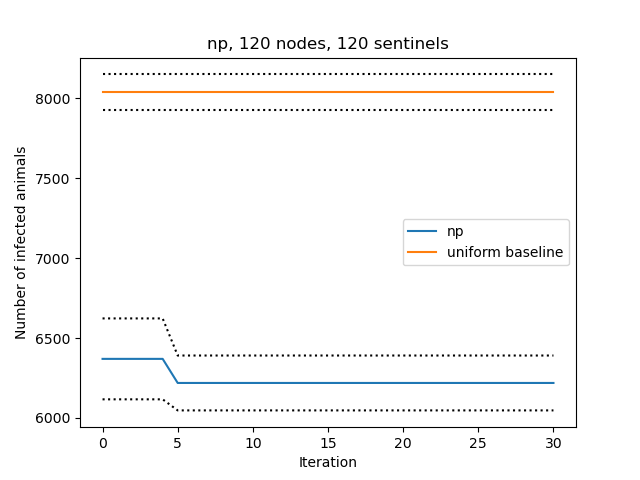 np, 120 nodes, 120 sentinels
Number of infected animals
8000
7500
7000
6500
6000
np
uniform baseline
0 5 10 15 20 25 30
Iteration